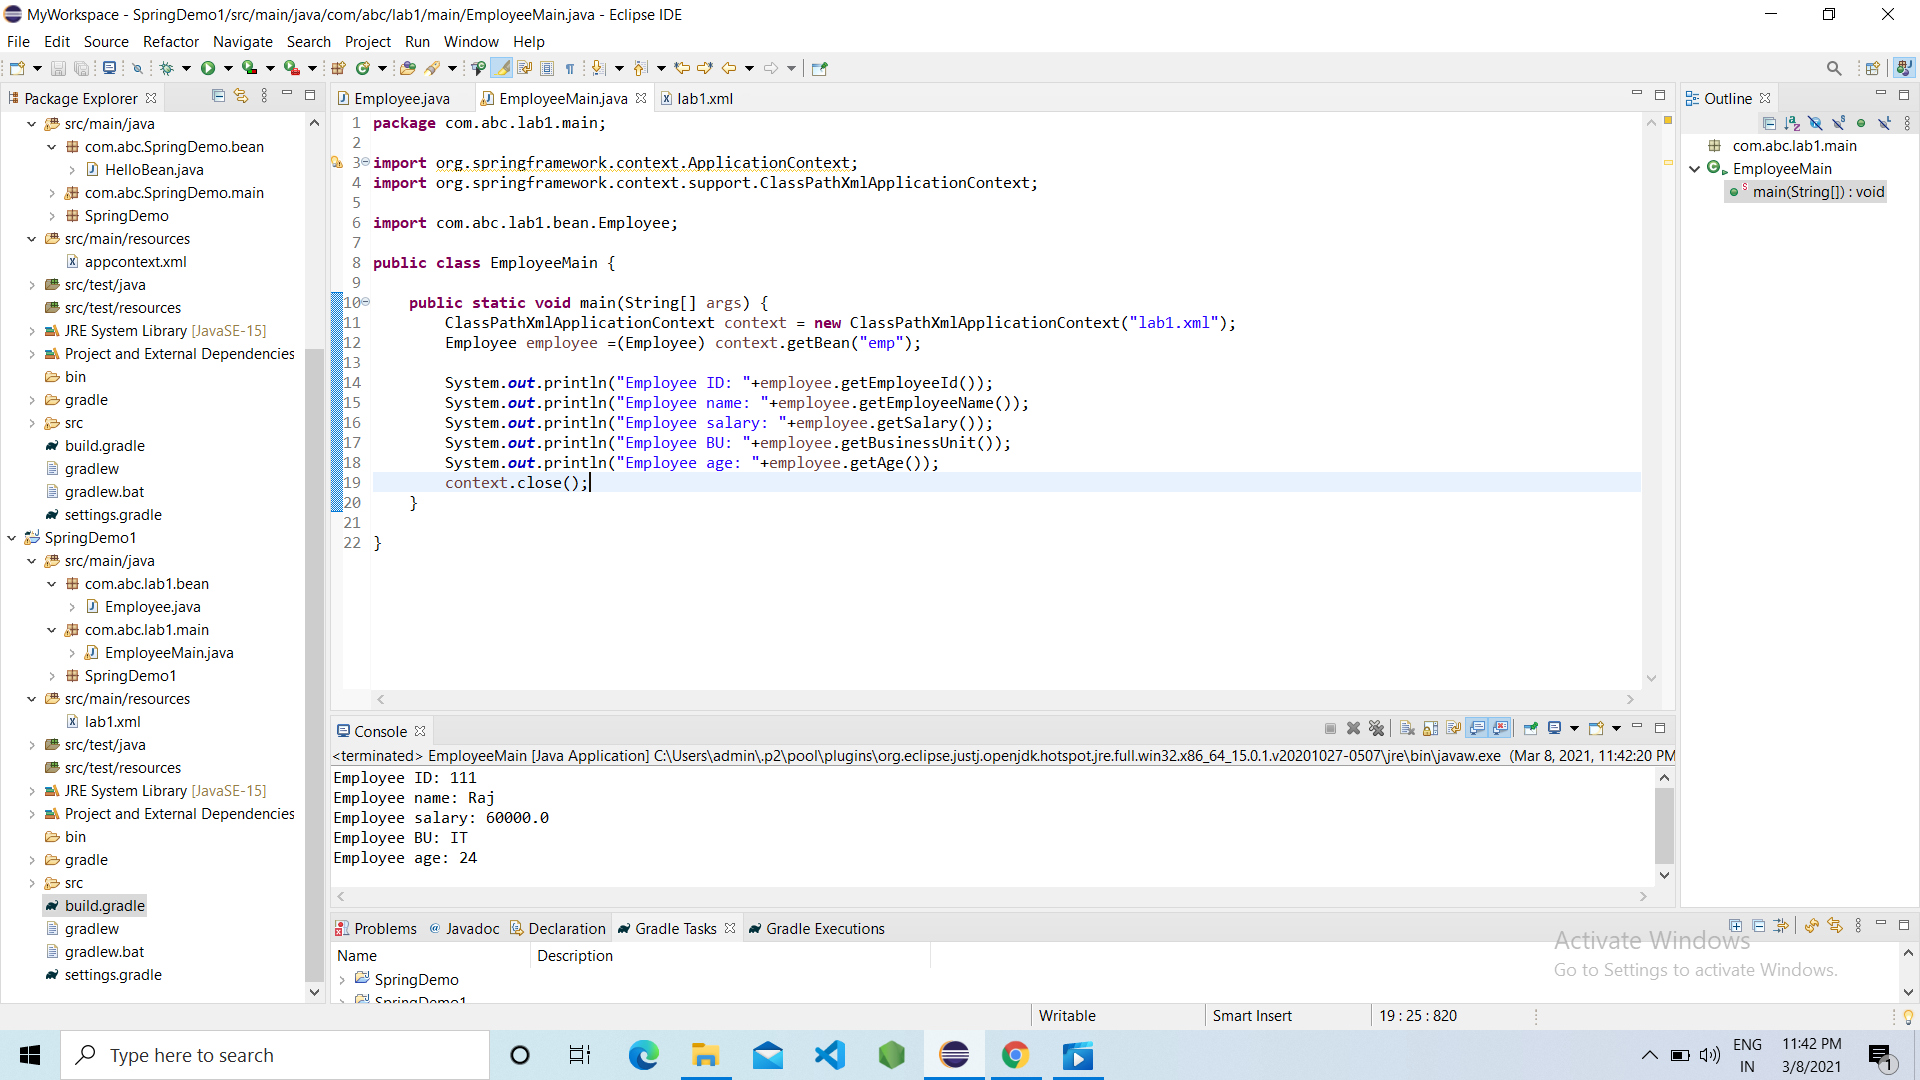 MyWorkspace - SpringDemo1/src/main/java/com/abc/lab1/main/EmployeeMain.java - Eclipse IDE
File Edit Source Refactor Navigate Search Project Run Window Help
Package Explorer
src/main/java
com.abc.SpringDemo.bean
HelloBean.java
com.abc.SpringDemo.main
SpringDemo
src/main/resources
appcontext.xml
src/test/java
src/test/resources
JRE System Library [JavaSE-15]
Project and External Dependencies
bin
gradle
src
build.gradle
gradlew
gradlew.bat
settings.gradle
SpringDemo1
src/main/java
com.abc.lab1.bean
Employee.java
com.abc.lab1.main
EmployeeMain.java
SpringDemo1
src/main/resources
lab1.xml
src/test/java
src/test/resources
JRE System Library [JavaSE-15]
Project and External Dependencies
bin
gradle
src
build.gradle
gradlew
gradlew.bat
settings.gradle
Employee.java EmployeeMain.java lab1.xml
1 package com.abc.lab1.main;
2
3 import org.springframework.context.ApplicationContext;
4 import org.springframework.context.support.ClassPathXmlApplicationContext;
5
6 import com.abc.lab1.bean.Employee;
7
8 public class EmployeeMain {
9
10 public static void main(String[] args) {
11 ClassPathXmlApplicationContext context = new ClassPathXmlApplicationContext("lab1.xml");
12 Employee employee =(Employee) context.getBean("emp");
13
14 System.out.println("Employee ID: "+employee.getEmployeeId());
15 System.out.println("Employee name: "+employee.getEmployeeName());
16 System.out.println("Employee salary: "+employee.getSalary());
17 System.out.println("Employee BU: "+employee.getBusinessUnit());
18 System.out.println("Employee age: "+employee.getAge());
19 context.close();
20 }
21
22 }
Outline
com.abc.lab1.main
EmployeeMain
main(String[]) : void
Console
<terminated> EmployeeMain [Java Application] C:\Users\admin\.p2\pool\plugins\org.eclipse.justj.openjdk.hotspot.jre.full.win32.x86_64_15.0.1.v20201027-0507\jre\bin\javaw.exe (Mar 8, 2021, 11:42:20 PM
Employee ID: 111
Employee name: Raj
Employee salary: 60000.0
Employee BU: IT
Employee age: 24
Problems Javadoc Declaration Gradle Tasks Gradle Executions
Name Description
SpringDemo
SpringDemo1
Activate Windows
Go to Settings to activate Windows.
Writable Smart Insert 19 : 25 : 820
Type here to search
ENG
IN
11:42 PM
3/8/2021
1